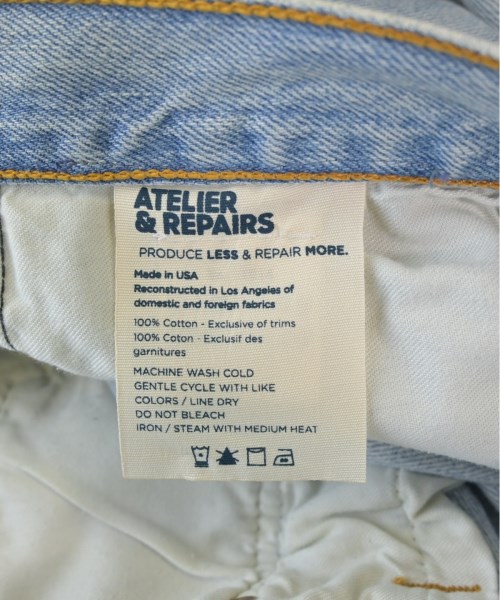 ATELIER
& REPAIRS
PRODUCE LESS & REPAIR MORE.
Made in USA
Reconstructed in Los Angeles of
domestic and foreign fabrics
100% Cotton - Exclusive of trims
100% Coton - Exclusif des
garnitures
MACHINE WASH COLD
GENTLE CYCLE WITH LIKE
COLORS / LINE DRY
DO NOT BLEACH
IRON / STEAM WITH MEDIUM HEAT